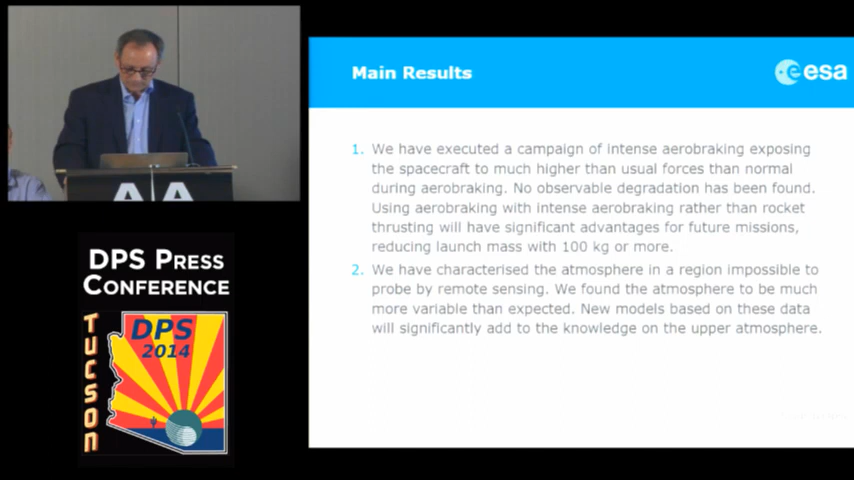 Main Results
esa
1. We have executed a campaign of intense aerobraking exposing
the spacecraft to much higher than usual forces than normal
during aerobraking. No observable degradation has been found.
Using aerobraking with intense aerobraking rather than rocket
thrusting will have significant advantages for future missions,
reducing launch mass with 100 kg or more.
2. We have characterised the atmosphere in a region impossible to
probe by remote sensing. We found the atmosphere to be much
more variable than expected. New models based on these data
will significantly add to the knowledge on the upper atmosphere.
DPS PRESS
CONFERENCE
TUCSON
DPS
2014